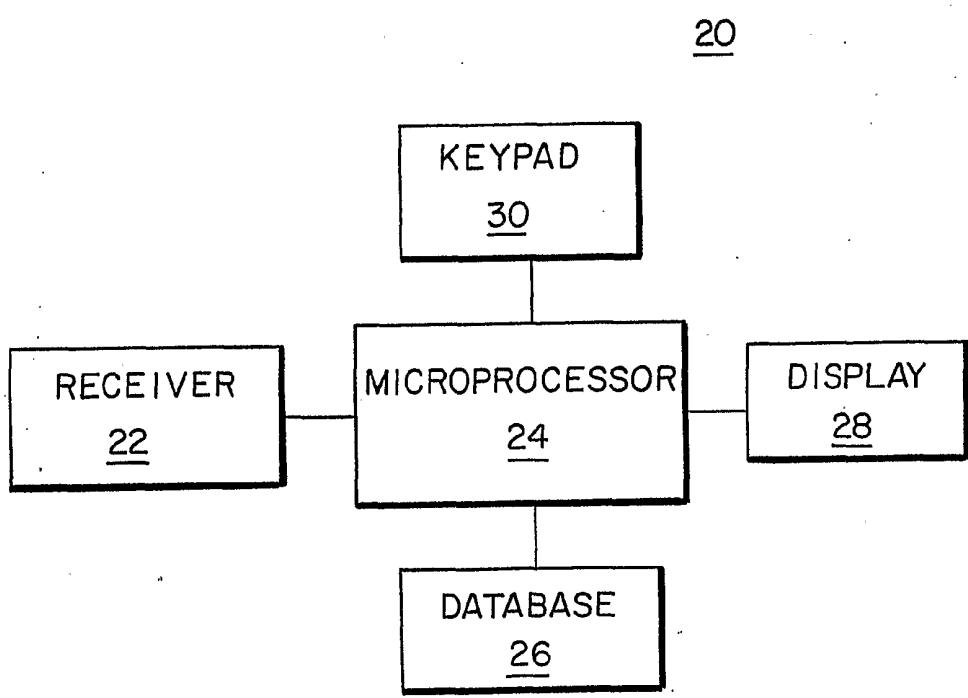 20
KEYPAD
30
RECEIVER
22
MICROPROCESSOR
24
DISPLAY
28
DATABASE
26